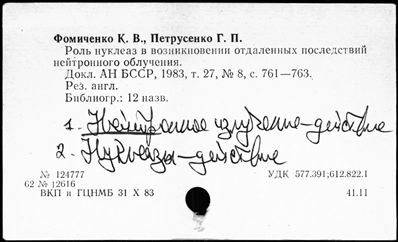 Фомиченко К. В., Петрусенко Г. П.
Роль нуклеаз в возникновении отдаленных последствий
нейтронного облучения.
Докл. АН БССР, 1983, т. 27, № 8, с. 761—763.
Рез. англ.
Библиогр.: 12 назв.
1. Нейтронное излучение-действие
2. Нуклеазы-действие
№ 124777
УДК 577.391;612.822.1
62 № 12616
ВКП и ГЦНМБ 31 X 83
41.11